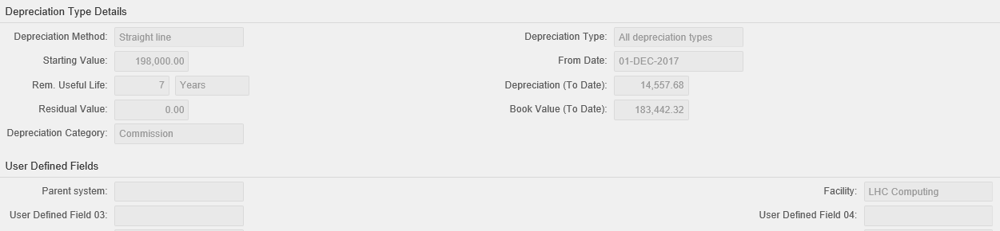 Depreciation Type Details
Depreciation Method: Straight line Depreciation Type: All depreciation types
Starting Value: 198,000.00 From Date: 01-DEC-2017
Rem. Useful Life: 7 Years Depreciation (To Date): 14,557.68
Residual Value: 0.00 Book Value (To Date): 183,442.32
Depreciation Category: Commission
User Defined Fields
Parent system: Facility: LHC Computing
User Defined Field 03: User Defined Field 04: